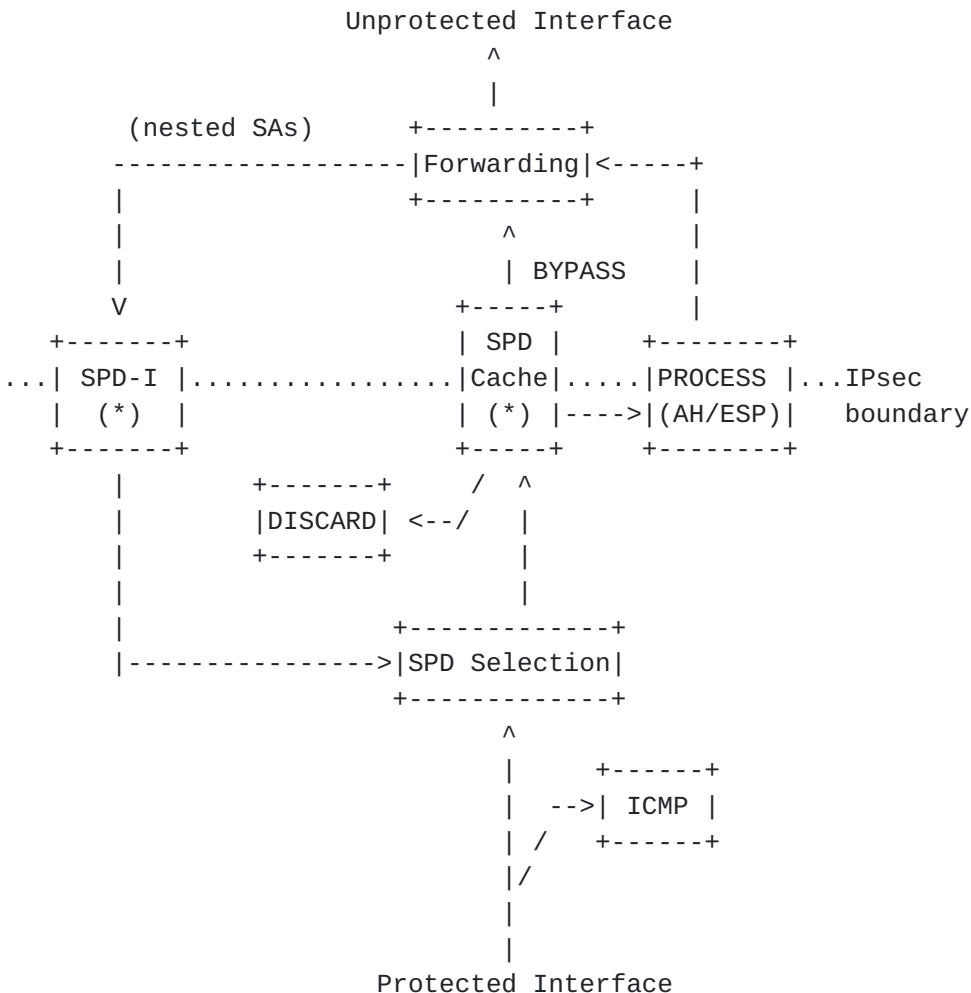 Unprotected Interface
^
|
(nested SAs) +----------+
-------------------|Forwarding|<-----+
| +----------+ |
| ^ |
| | BYPASS |
V +-----+ |
+-------+ | SPD | +--------+
...| SPD-I |.................|Cache|.....|PROCESS |...IPsec
| (*) | | (*) |---->|(AH/ESP)| boundary
+-------+ +-----+ +--------+
| +-------+ / ^
| |DISCARD| <--/ |
| +-------+ |
| |
| +-------------+
|---------------->|SPD Selection|
+-------------+
^
| +------+
| -->| ICMP |
| / +------+
|/
|
|
Protected Interface